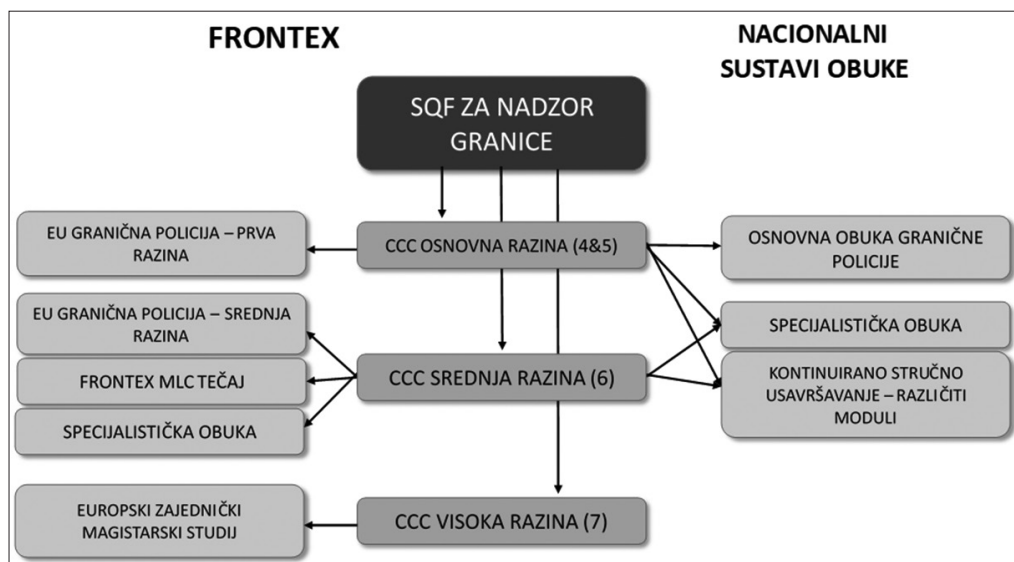 FRONTEX
NACIONALNI
SUSTAVI OBUKE
SQF ZA NADZOR
GRANICE
EU GRANIČNA POLICIJA – PRVA
RAZINA
CCC OSNOVNA RAZINA (4&5)
OSNOVNA OBUKA GRANIČNE
POLICIJE
EU GRANIČNA POLICIJA – SREDNJA
RAZINA
SPECIJALISTIČKA OBUKA
FRONTEX MLC TEČAJ
CCC SREDNJA RAZINA (6)
KONTINUIRANO STRUČNO
USAVRŠAVANJE – RAZLIČITI
MODULI
SPECIJALISTIČKA OBUKA
EUROPSKI ZAJEDNIČKI
MAGISTARSKI STUDIJ
CCC VISOKA RAZINA (7)